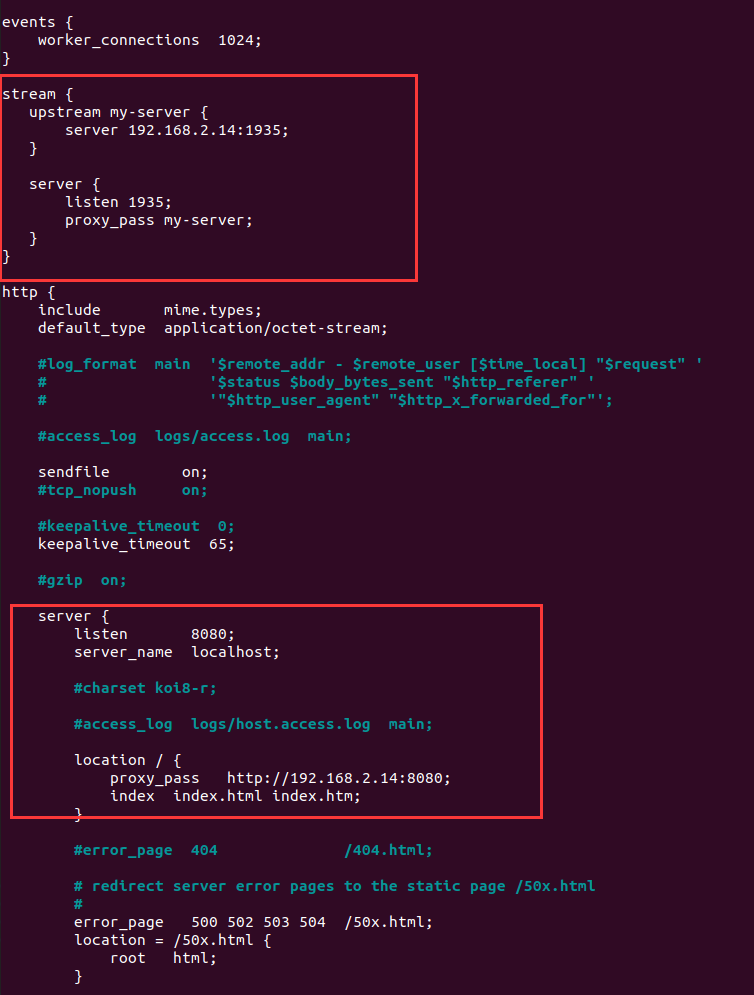 events {
    worker_connections  1024;
}
stream {
   upstream my-server {
       server 192.168.2.14:1935;
   }
   server {
       listen 1935;
       proxy_pass my-server;
   }
}
http {
    include       mime.types;
    default_type  application/octet-stream;
    #log_format  main  '$remote_addr - $remote_user [$time_local] "$request" '
    #                  '$status $body_bytes_sent "$http_referer" '
    #                  '"$http_user_agent" "$http_x_forwarded_for"';
    #access_log  logs/access.log  main;
    sendfile        on;
    #tcp_nopush     on;
    #keepalive_timeout  0;
    keepalive_timeout  65;
    #gzip  on;
    server {
        listen       8080;
        server_name  localhost;
        #charset koi8-r;
        #access_log  logs/host.access.log  main;
        location / {
            proxy_pass   http://192.168.2.14:8080;
            index  index.html index.htm;
        }
        #error_page  404              /404.html;
        # redirect server error pages to the static page /50x.html
        #
        error_page   500 502 503 504  /50x.html;
        location = /50x.html {
            root   html;
        }